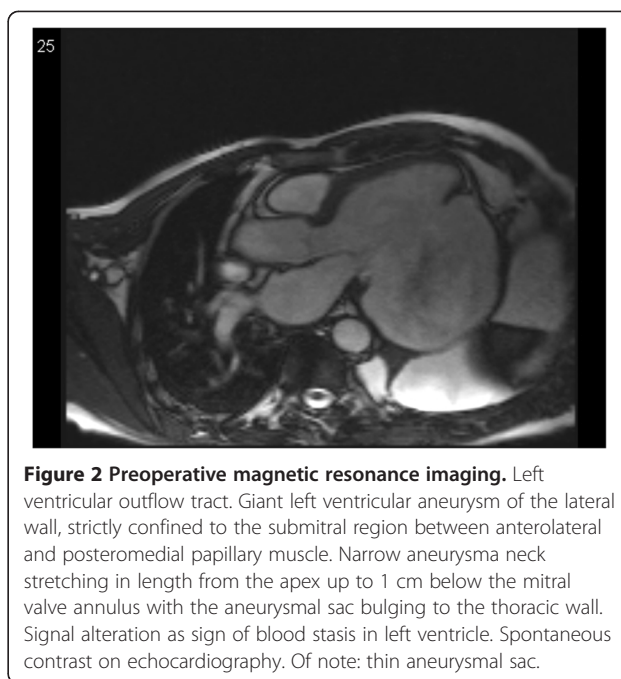 25
Figure 2 Preoperative magnetic resonance imaging. Left
ventricular outflow tract. Giant left ventricular aneurysm of the lateral
wall, strictly confined to the submitral region between anterolateral
and posteromedial papillary muscle. Narrow aneurysma neck
stretching in length from the apex up to 1 cm below the mitral
valve annulus with the aneurysmal sac bulging to the thoracic wall.
Signal alteration as sign of blood stasis in left ventricle. Spontaneous
contrast on echocardiography. Of note: thin aneurysmal sac.